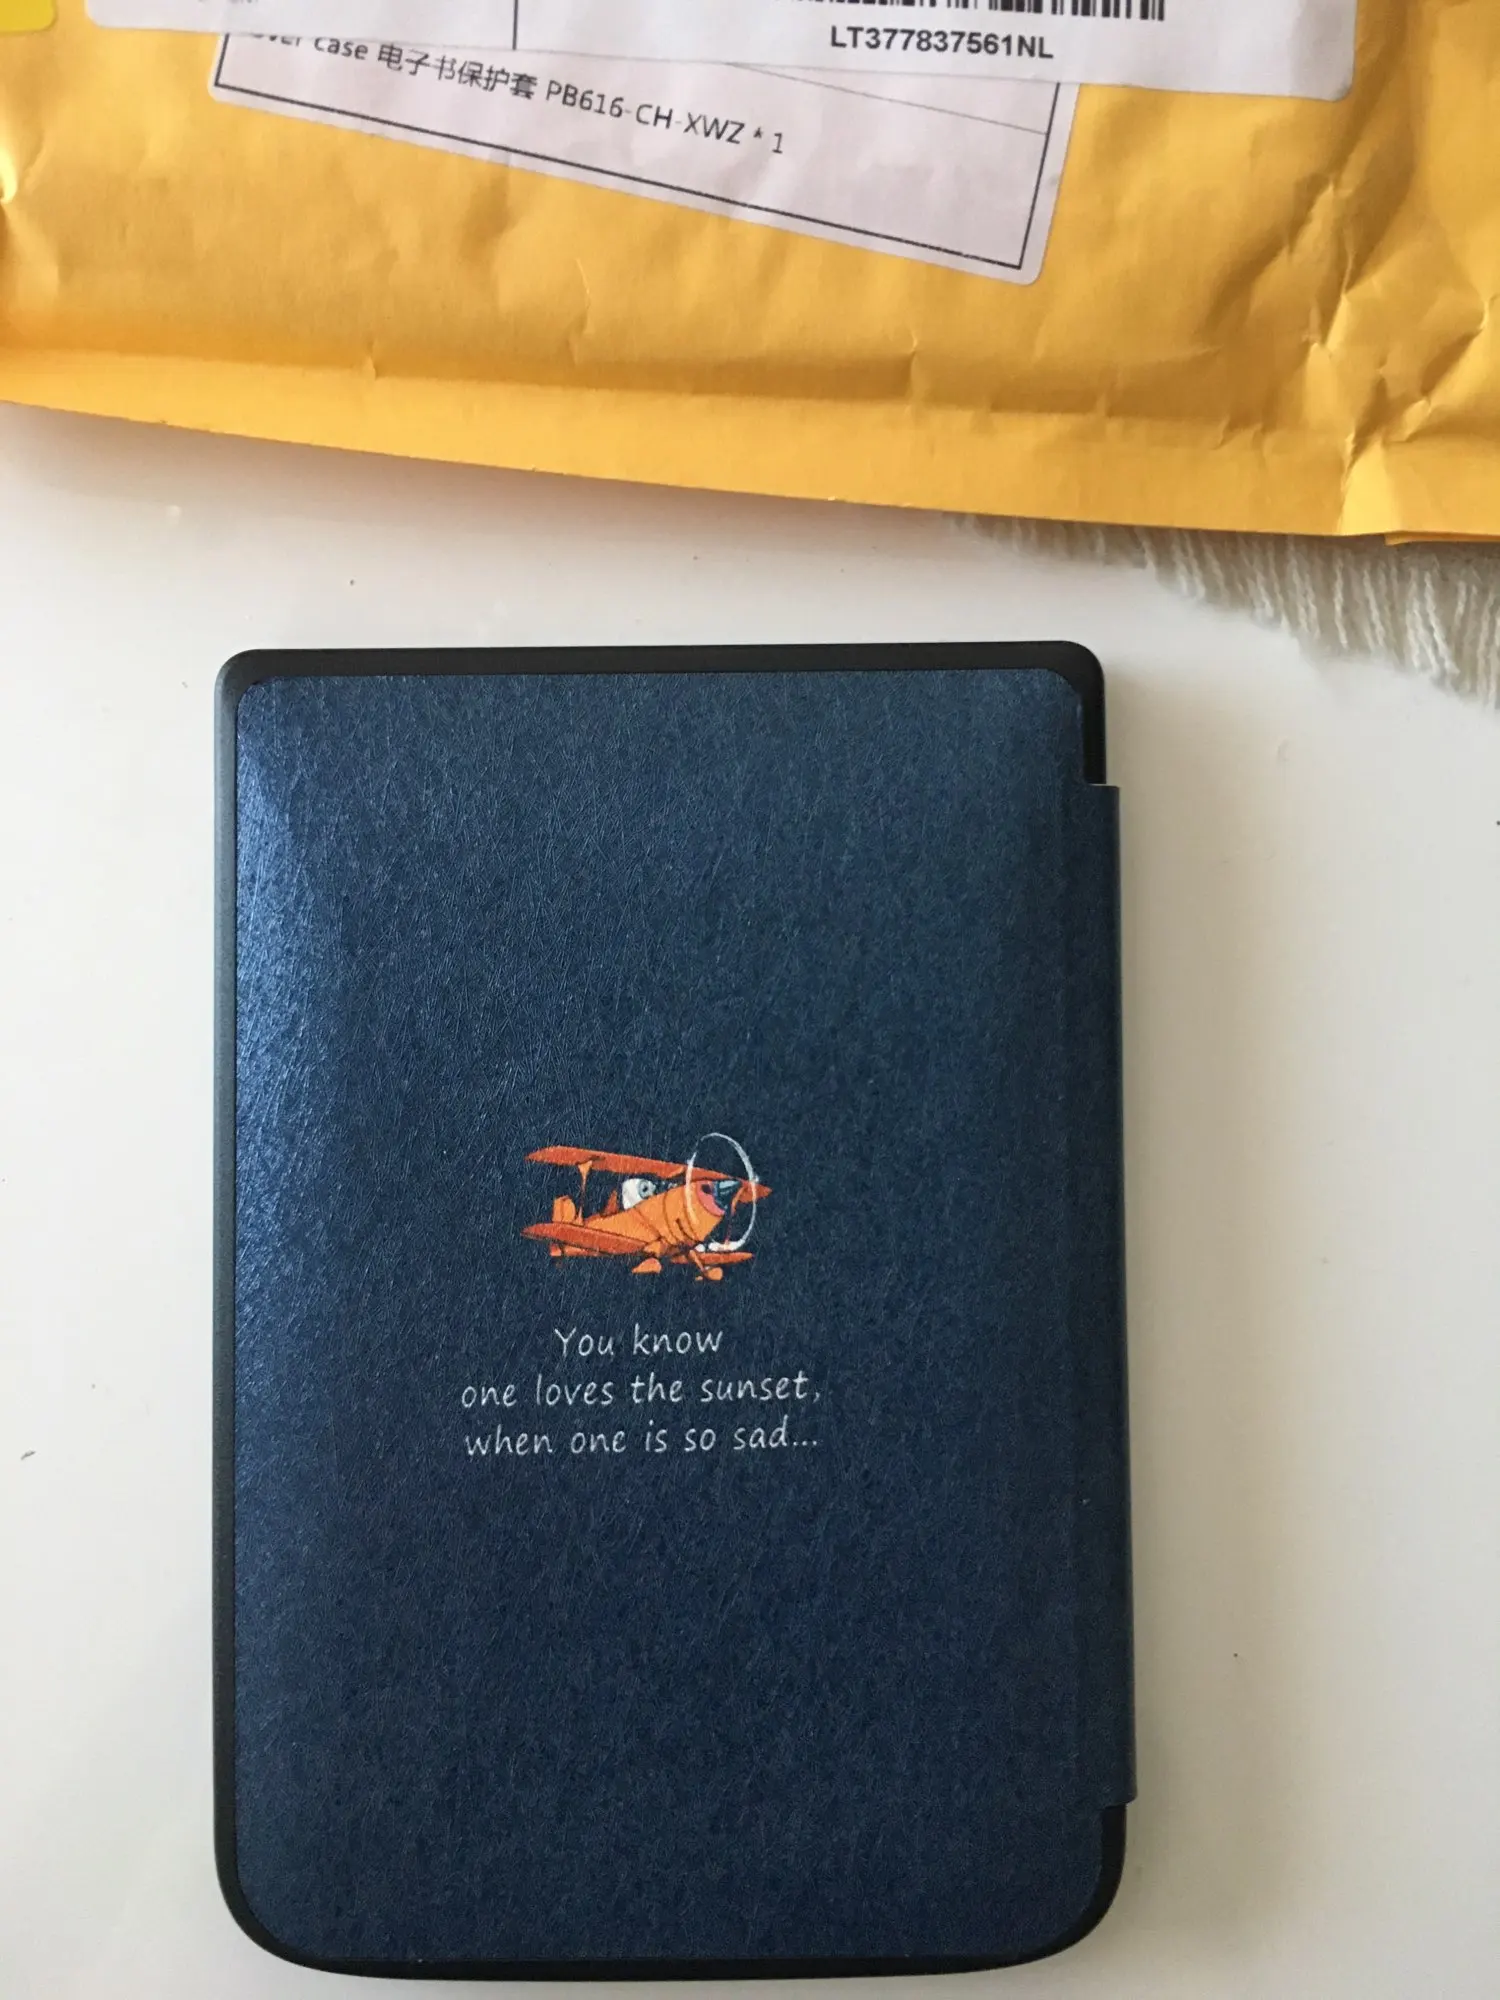 LT377837561NL
case 电子书保护套 PB616-CH-XWZ * 1
You know
one loves the sunset,
when one is so sad...